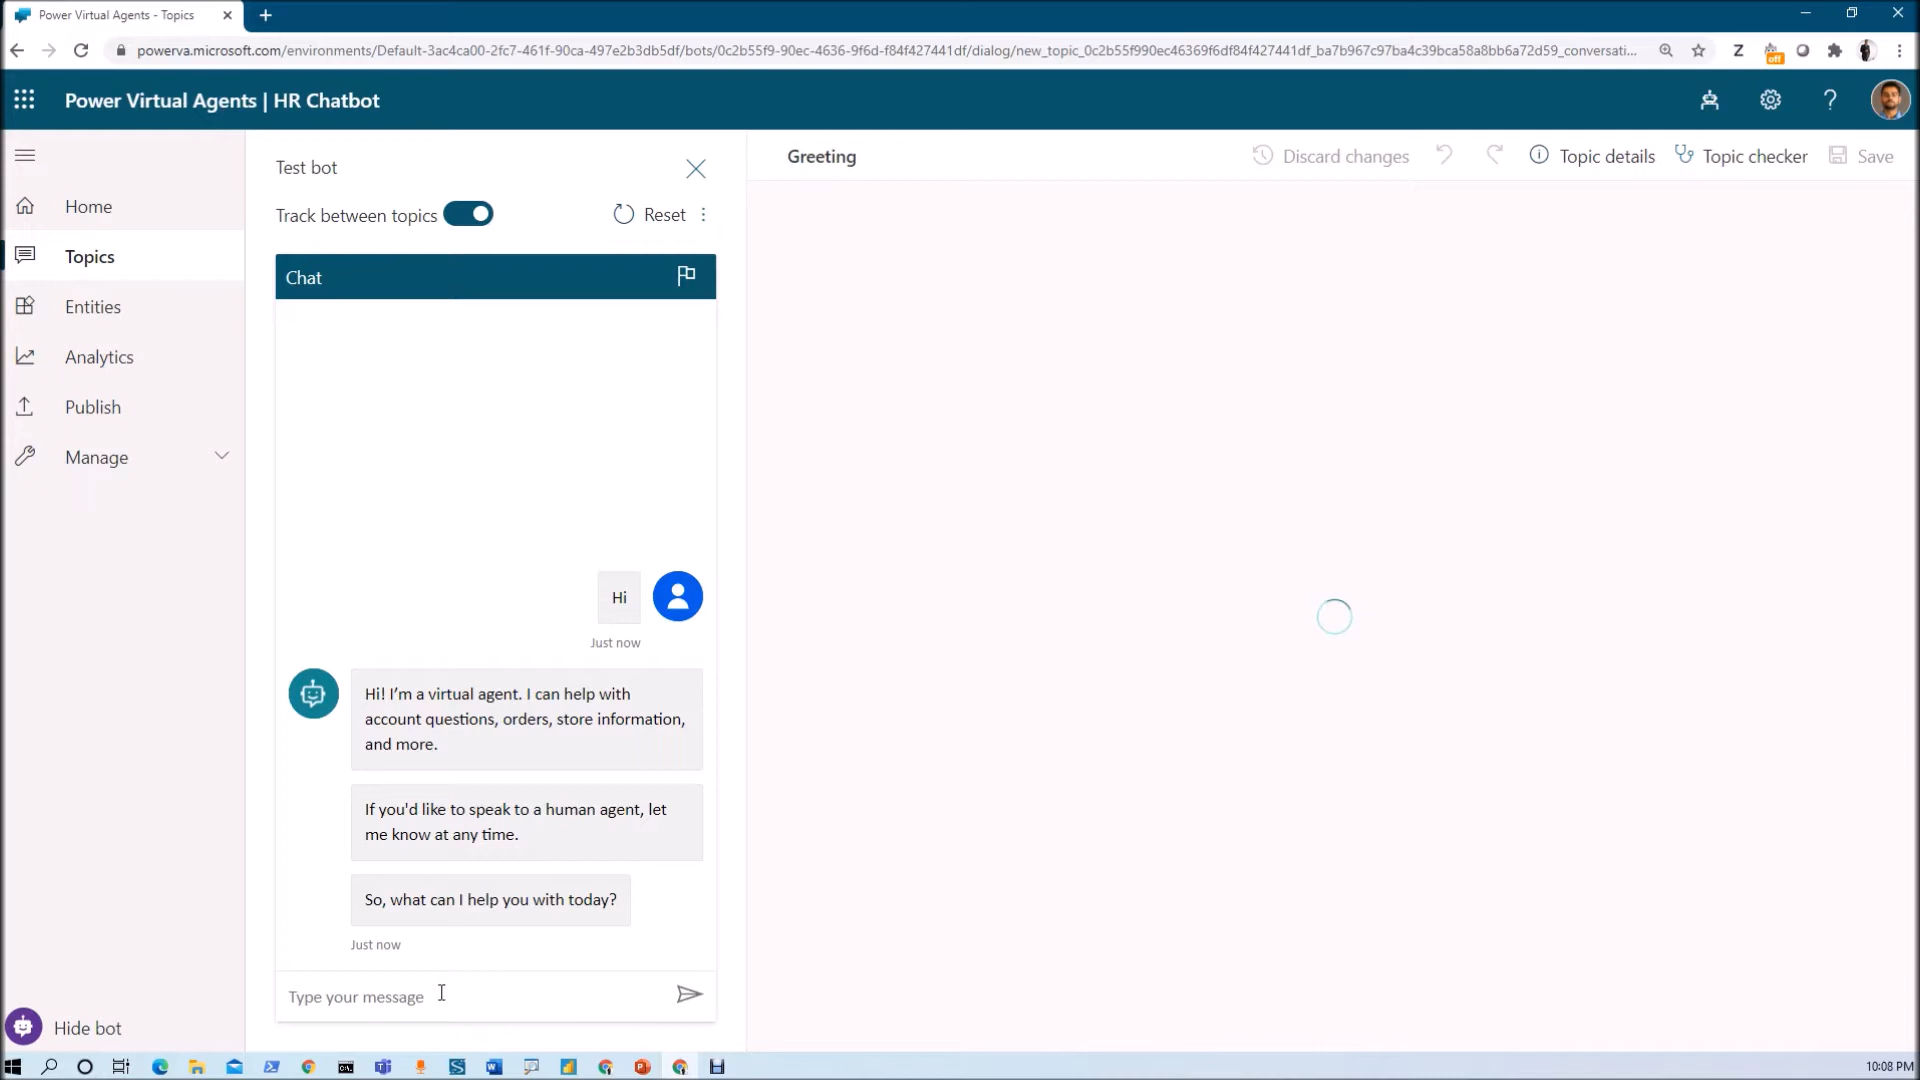 Power Virtual Agents - Topics
powerva.microsoft.com/environments/Default-3ac4ca00-2fc7-461f-90ca-497e2b3db5df/bots/0c2b55f9-90ec-4636-9f6d-f84f427441df/dialog/new_topic_0c2b55f990ec46369f6df84f427441df_ba7b967c97ba4c39bca58a8bb6a72d59_conversati...
Z
off
Power Virtual Agents | HR Chatbot
?
Home
Topics
Entities
Analytics
Publish
Manage
Hide bot
Test bot
Track between topics
Reset
Chat
Hi
Just now
Hi! I'm a virtual agent. I can help with
account questions, orders, store information,
and more.
If you'd like to speak to a human agent, let
me know at any time.
So, what can I help you with today?
Just now
Type your message
Greeting
Discard changes
Topic details
Topic checker
Save
10:08 PM